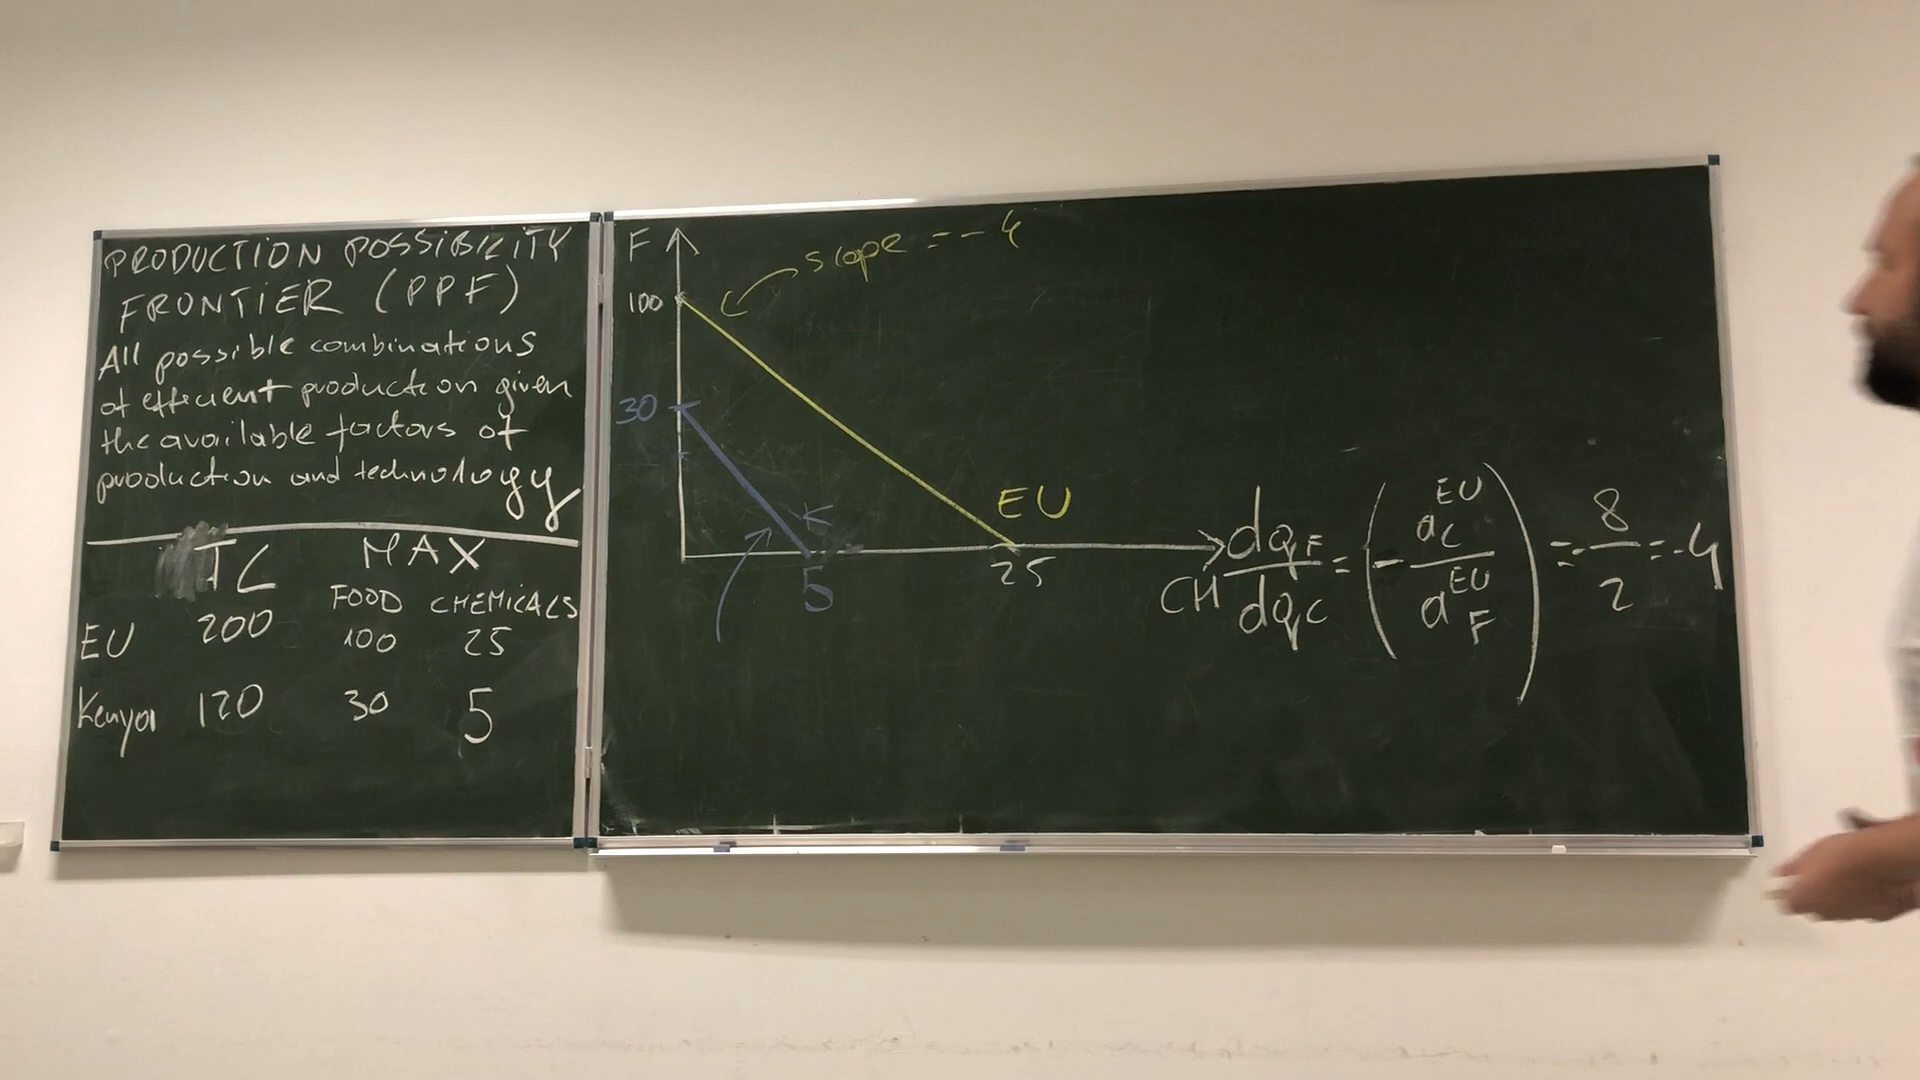 PRODUCTION POSSIBILITY
FRONTIER (PPF)
All possible combinations
of efficient production given
the available factors of
production and technology
TC MAX
FOOD CHEMICALS
EU 200 100 25
Kenya 120 30 5
F
slope = -4
100
30
K
EU
5
25
CH
dqF / dqC = (- aC^EU / aF^EU) = - 8/2 = -4